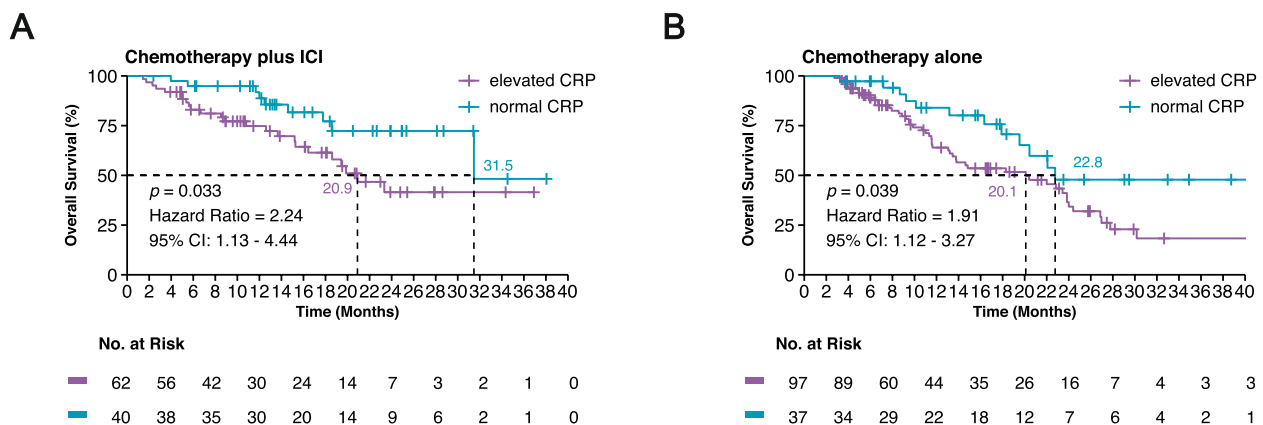 A
Chemotherapy plus ICI
100
75
50
25
0
Overall Survival (%)
elevated CRP
normal CRP
31.5
20.9
p = 0.033
Hazard Ratio = 2.24
95% CI: 1.13 - 4.44
0 2 4 6 8 10 12 14 16 18 20 22 24 26 28 30 32 34 36 38 40
Time (Months)
No. at Risk
62 56 42 30 24 14 7 3 2 1 0
40 38 35 30 20 14 9 6 2 1 0
B
Chemotherapy alone
100
75
50
25
0
Overall Survival (%)
elevated CRP
normal CRP
22.8
20.1
p = 0.039
Hazard Ratio = 1.91
95% CI: 1.12 - 3.27
0 2 4 6 8 10 12 14 16 18 20 22 24 26 28 30 32 34 36 38 40
Time (Months)
No. at Risk
97 89 60 44 35 26 16 7 4 3 3
37 34 29 22 18 12 7 6 4 2 1